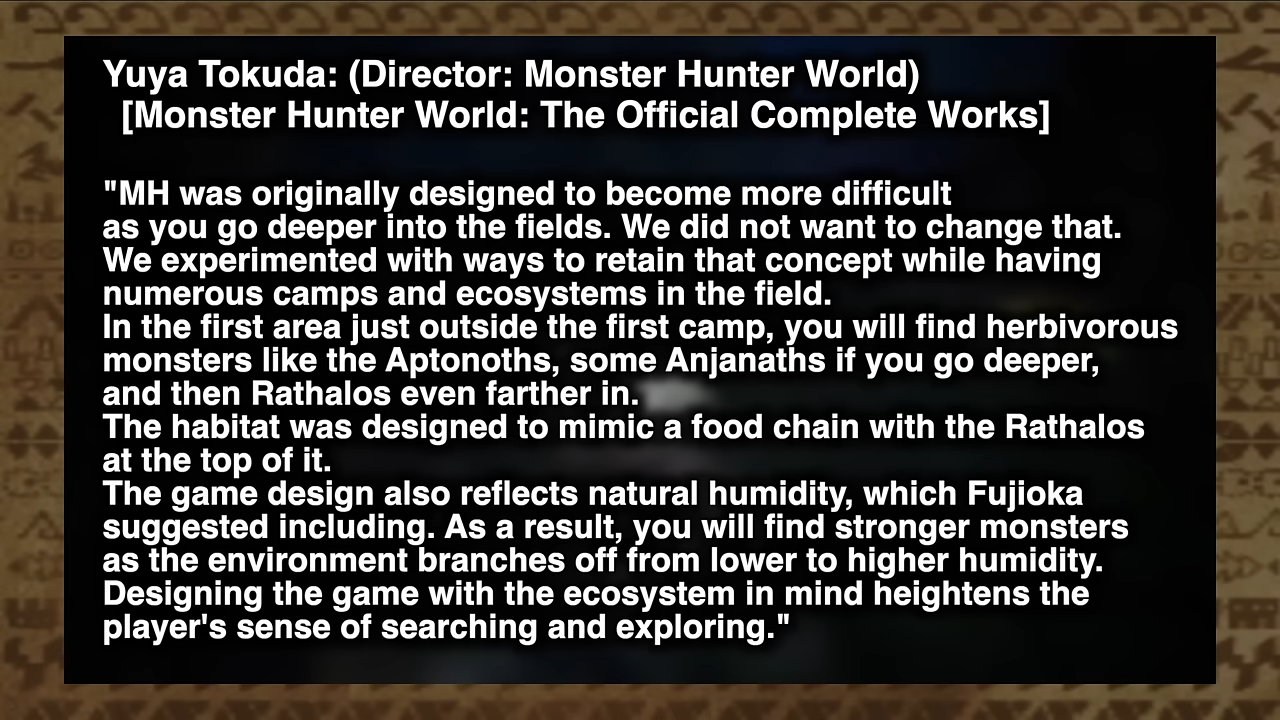 Yuya Tokuda: (Director: Monster Hunter World)
[Monster Hunter World: The Official Complete Works]
"MH was originally designed to become more difficult
as you go deeper into the fields. We did not want to change that.
We experimented with ways to retain that concept while having
numerous camps and ecosystems in the field.
In the first area just outside the first camp, you will find herbivorous
monsters like the Aptonoths, some Anjanaths if you go deeper,
and then Rathalos even farther in.
The habitat was designed to mimic a food chain with the Rathalos
at the top of it.
The game design also reflects natural humidity, which Fujioka
suggested including. As a result, you will find stronger monsters
as the environment branches off from lower to higher humidity.
Designing the game with the ecosystem in mind heightens the
player's sense of searching and exploring."